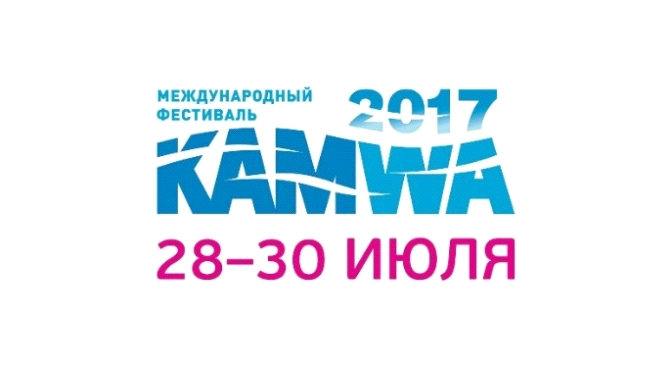 МЕЖДУНАРОДНЫЙ
ФЕСТИВАЛЬ
2017
KAMWA
28–30 ИЮЛЯ